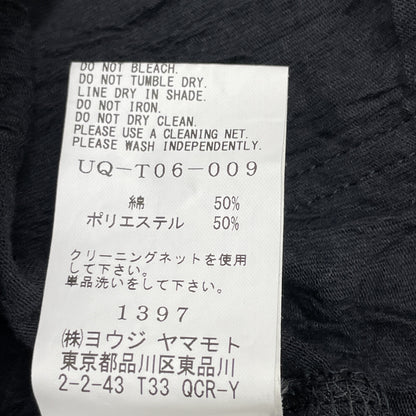 DO NOT BLEACH.
DO NOT TUMBLE DRY.
LINE DRY IN SHADE.
DO NOT IRON.
DO NOT DRY CLEAN.
PLEASE USE A CLEANING NET.
PLEASE WASH INDEPENDENTLY.
UQ-T06-009
綿 50%
ポリエステル 50%
クリーニングネットを使用
して下さい。
単品洗いをして下さい。
1397
㈱ヨウジ ヤマモト
東京都品川区東品川
2-2-43 T33 QCR-Y